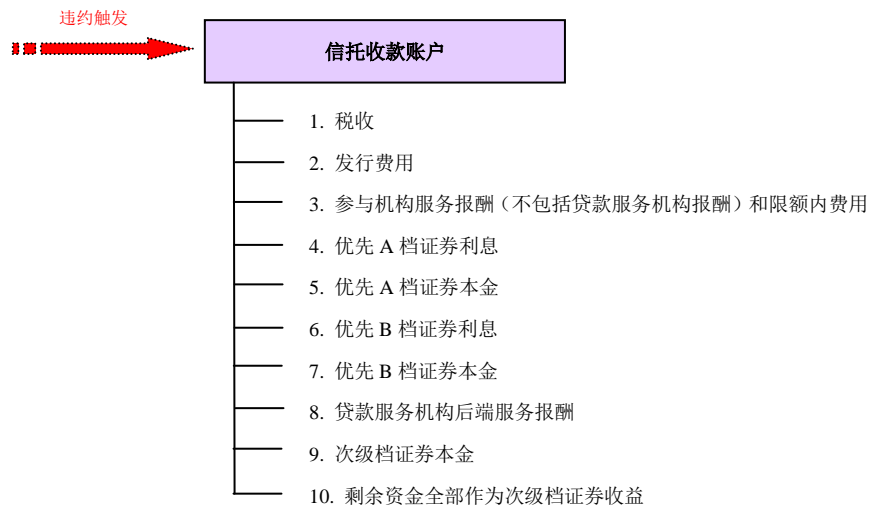 违约触发
信托收款账户
1. 税收
2. 发行费用
3. 参与机构服务报酬（不包括贷款服务机构报酬）和限额内费用
4. 优先 A 档证券利息
5. 优先 A 档证券本金
6. 优先 B 档证券利息
7. 优先 B 档证券本金
8. 贷款服务机构后端服务报酬
9. 次级档证券本金
10. 剩余资金全部作为次级档证券收益